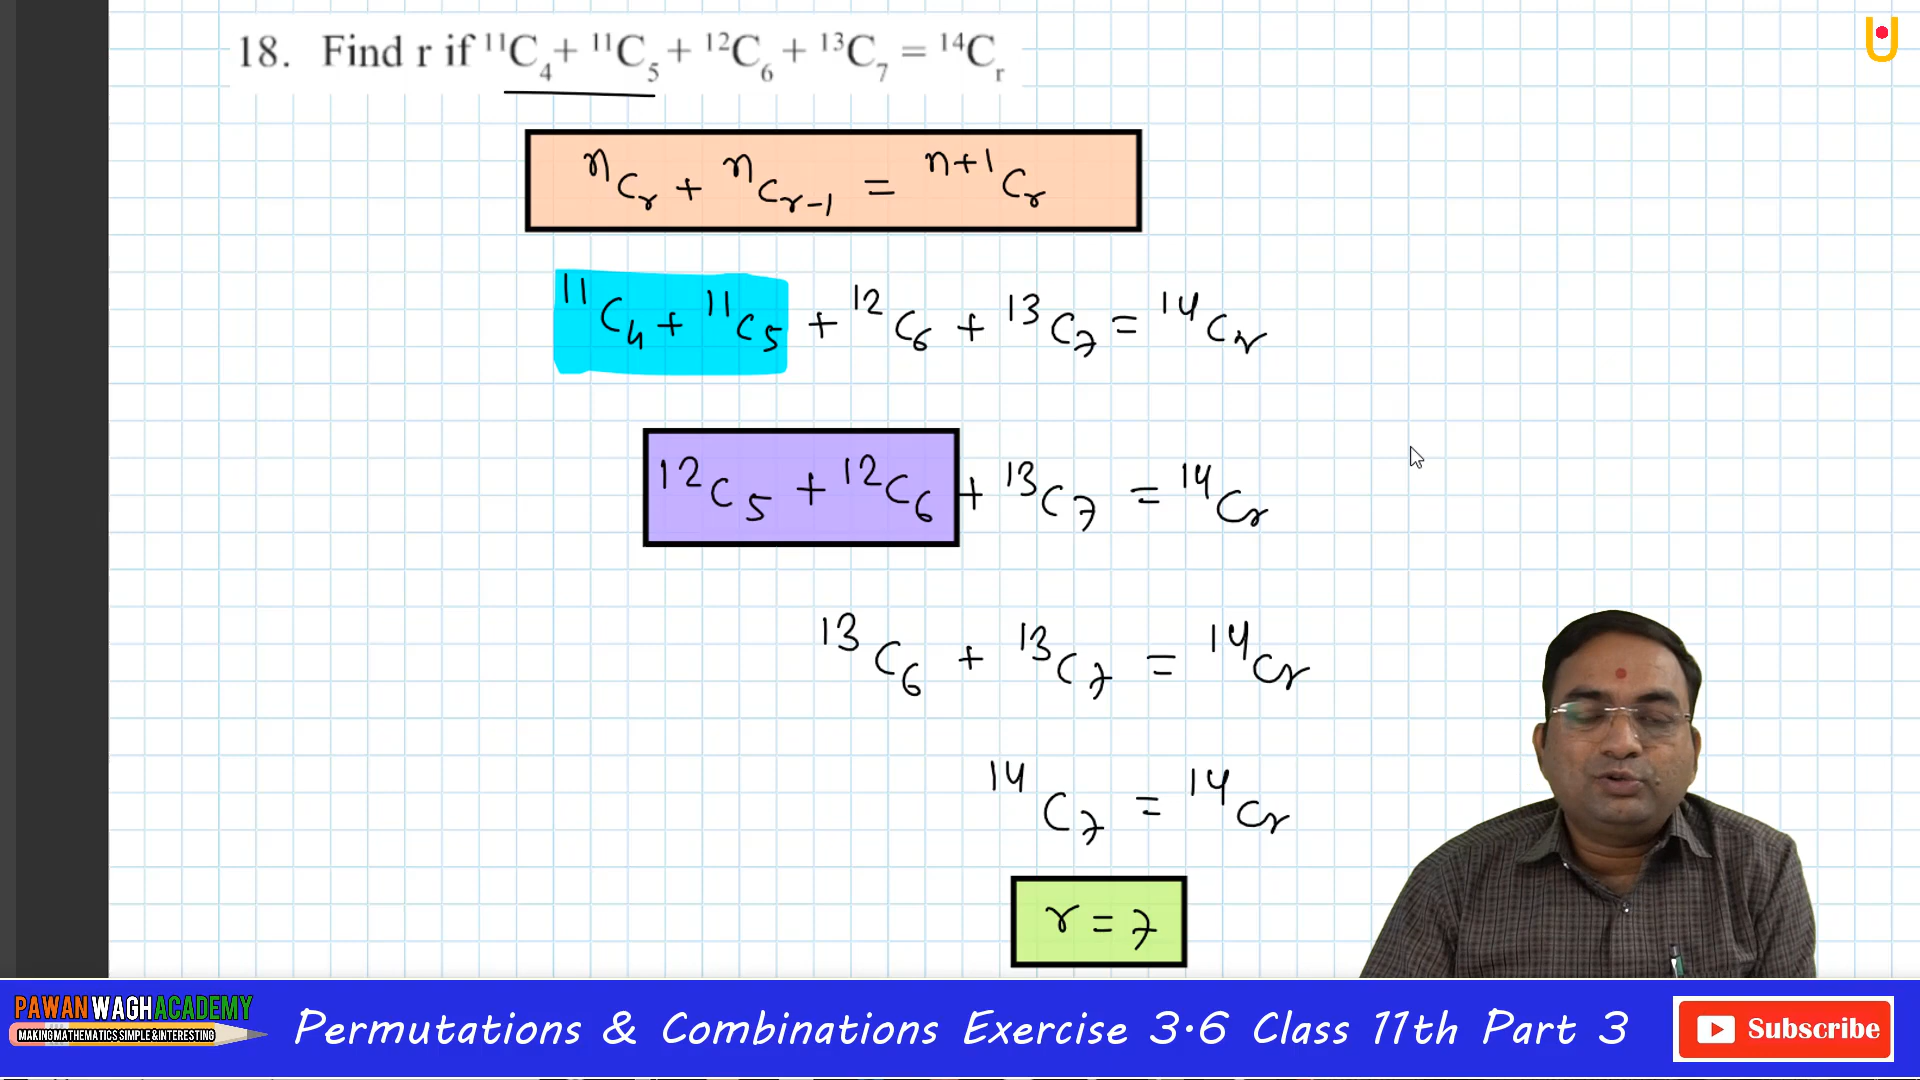 18. Find r if ¹¹C₄ + ¹¹C₅ + ¹²C₆ + ¹³C₇ = ¹⁴Cᵣ
ⁿCᵣ + ⁿCᵣ₋₁ = ⁿ⁺¹Cᵣ
¹¹C₄ + ¹¹C₅ + ¹²C₆ + ¹³C₇ = ¹⁴Cᵣ
¹²C₅ + ¹²C₆ + ¹³C₇ = ¹⁴Cᵣ
¹³C₆ + ¹³C₇ = ¹⁴Cᵣ
¹⁴C₇ = ¹⁴Cᵣ
r = 7
PAWAN WAGH ACADEMY
MAKING MATHEMATICS SIMPLE & INTERESTING
Permutations & Combinations Exercise 3.6 Class 11th Part 3
Subscribe